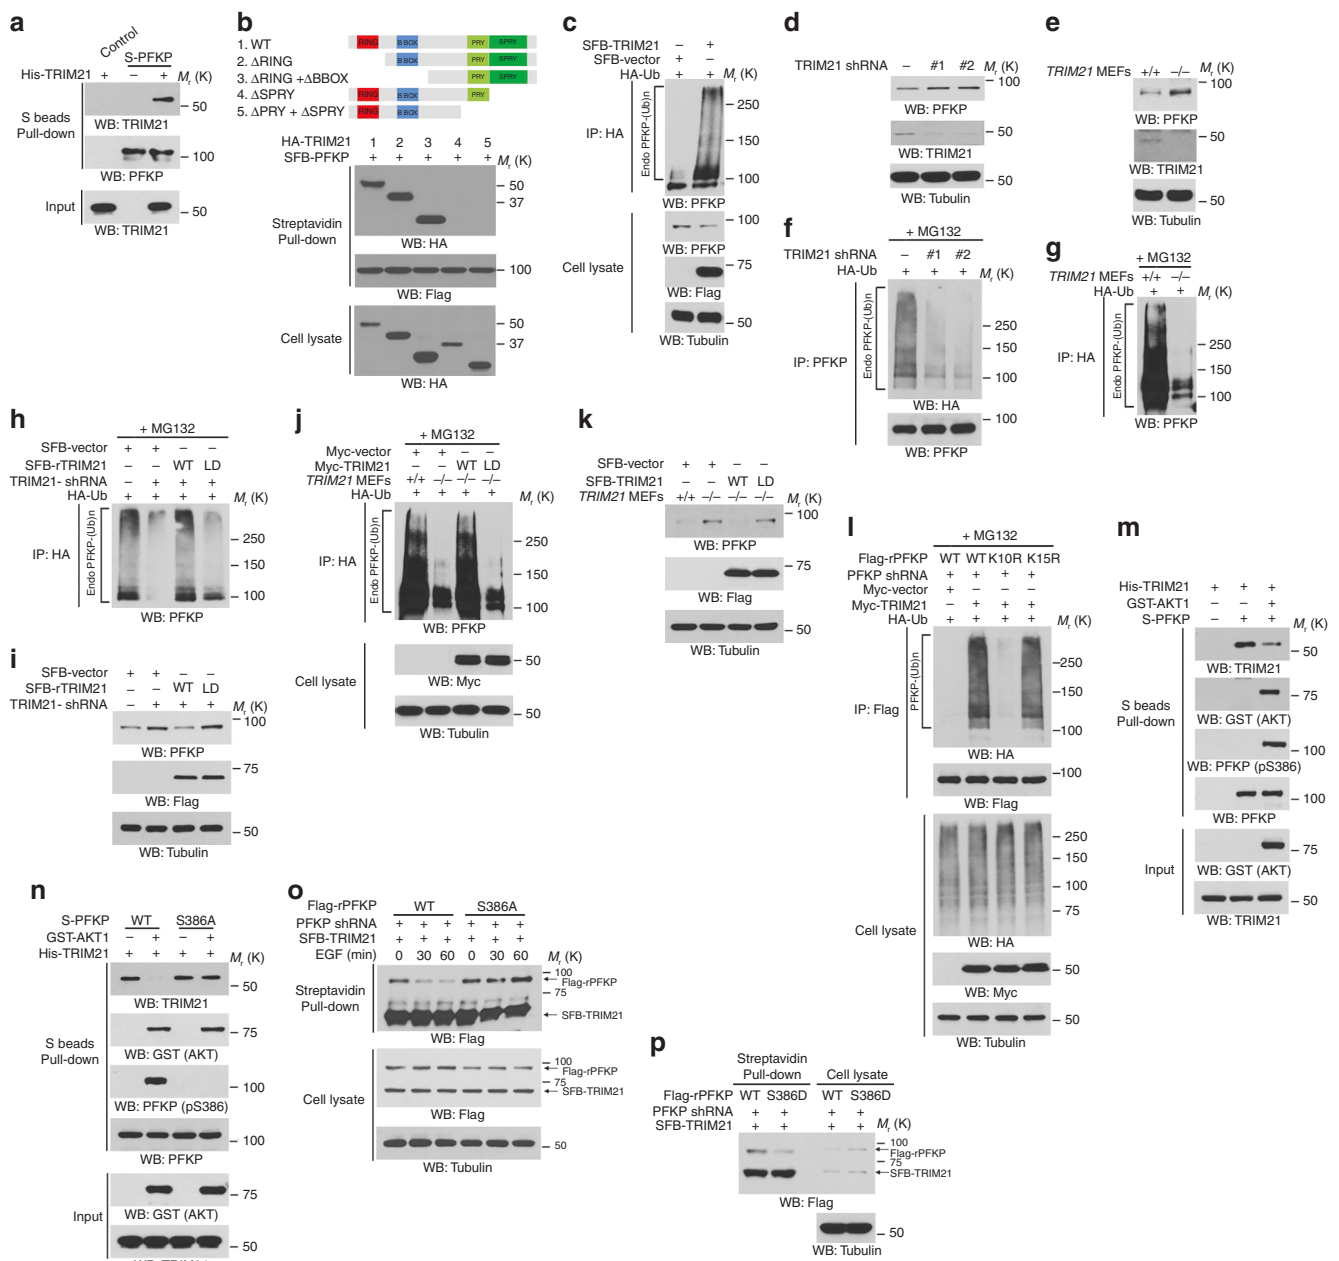 a
Control
S-PFKP
His-TRIM21 + − + Mr (K)
S beads
Pull-down
50
WB: TRIM21
100
WB: PFKP
Input
50
WB: TRIM21
b
1. WT RING B BOX PRY SPRY
2. ΔRING B BOX PRY SPRY
3. ΔRING +ΔBBOX PRY SPRY
4. ΔSPRY RING B BOX PRY
5. ΔPRY + ΔSPRY RING B BOX
HA-TRIM21 1 2 3 4 5
SFB-PFKP + + + + + Mr (K)
Streptavidin
Pull-down
50
37
WB: HA
100
WB: Flag
Cell lysate
50
37
WB: HA
c
SFB-TRIM21 − +
SFB-vector + −
HA-Ub + + Mr (K)
IP: HA
Endo PFKP-(Ub)n
250
150
100
WB: PFKP
Cell lysate
100
WB: PFKP
75
WB: Flag
50
WB: Tubulin
d
TRIM21 shRNA − #1 #2 Mr (K)
100
WB: PFKP
50
WB: TRIM21
50
WB: Tubulin
e
TRIM21 MEFs +/+ −/− Mr (K)
100
WB: PFKP
50
WB: TRIM21
50
WB: Tubulin
f
+ MG132
TRIM21 shRNA − #1 #2
HA-Ub + + + Mr (K)
IP: PFKP
Endo PFKP-(Ub)n
250
150
100
WB: HA
100
WB: PFKP
g
+ MG132
TRIM21 MEFs +/+ −/−
HA-Ub + + Mr (K)
IP: HA
Endo PFKP-(Ub)n
250
150
100
WB: PFKP
h
+ MG132
SFB-vector + + − −
SFB-rTRIM21 − − WT LD
TRIM21- shRNA − + + +
HA-Ub + + + + Mr (K)
IP: HA
Endo PFKP-(Ub)n
250
150
100
WB: PFKP
i
SFB-vector + + − −
SFB-rTRIM21 − − WT LD
TRIM21- shRNA − + + + Mr (K)
100
WB: PFKP
75
WB: Flag
50
WB: Tubulin
j
+ MG132
Myc-vector + + − −
Myc-TRIM21 − − WT LD
TRIM21 MEFs +/+ −/− −/− −/−
HA-Ub + + + + Mr (K)
IP: HA
Endo PFKP-(Ub)n
250
150
100
WB: PFKP
Cell lysate
50
WB: Myc
50
WB: Tubulin
k
SFB-vector + + − −
SFB-TRIM21 − − WT LD
TRIM21 MEFs +/+ −/− −/− −/− Mr (K)
100
WB: PFKP
75
WB: Flag
50
WB: Tubulin
l
+ MG132
Flag-rPFKP WT WT K10R K15R
PFKP shRNA + + + +
Myc-vector + − − −
Myc-TRIM21 − + + +
HA-Ub + + + + Mr (K)
IP: Flag
PFKP-(Ub)n
250
150
100
WB: HA
100
WB: Flag
Cell lysate
250
150
100
75
WB: HA
50
WB: Myc
50
WB: Tubulin
m
His-TRIM21 + + +
GST-AKT1 − − +
S-PFKP − + + Mr (K)
S beads
Pull-down
50
WB: TRIM21
75
WB: GST (AKT)
100
WB: PFKP (pS386)
100
WB: PFKP
Input
75
WB: GST (AKT)
50
WB: TRIM21
n
S-PFKP WT S386A
GST-AKT1 − + − +
His-TRIM21 + + + + Mr (K)
S beads
Pull-down
50
WB: TRIM21
75
WB: GST (AKT)
100
WB: PFKP (pS386)
100
WB: PFKP
Input
75
WB: GST (AKT)
50
o
Flag-rPFKP WT S386A
PFKP shRNA + + + + + +
SFB-TRIM21 + + + + + +
EGF (min) 0 30 60 0 30 60 Mr (K)
Streptavidin
Pull-down
100
Flag-rPFKP
75
SFB-TRIM21
WB: Flag
Cell lysate
100
Flag-rPFKP
75
SFB-TRIM21
WB: Flag
50
WB: Tubulin
p
Streptavidin
Pull-down Cell lysate
Flag-rPFKP WT S386D WT S386D
PFKP shRNA + + + +
SFB-TRIM21 + + + + Mr (K)
100
Flag-rPFKP
75
SFB-TRIM21
WB: Flag
50
WB: Tubulin